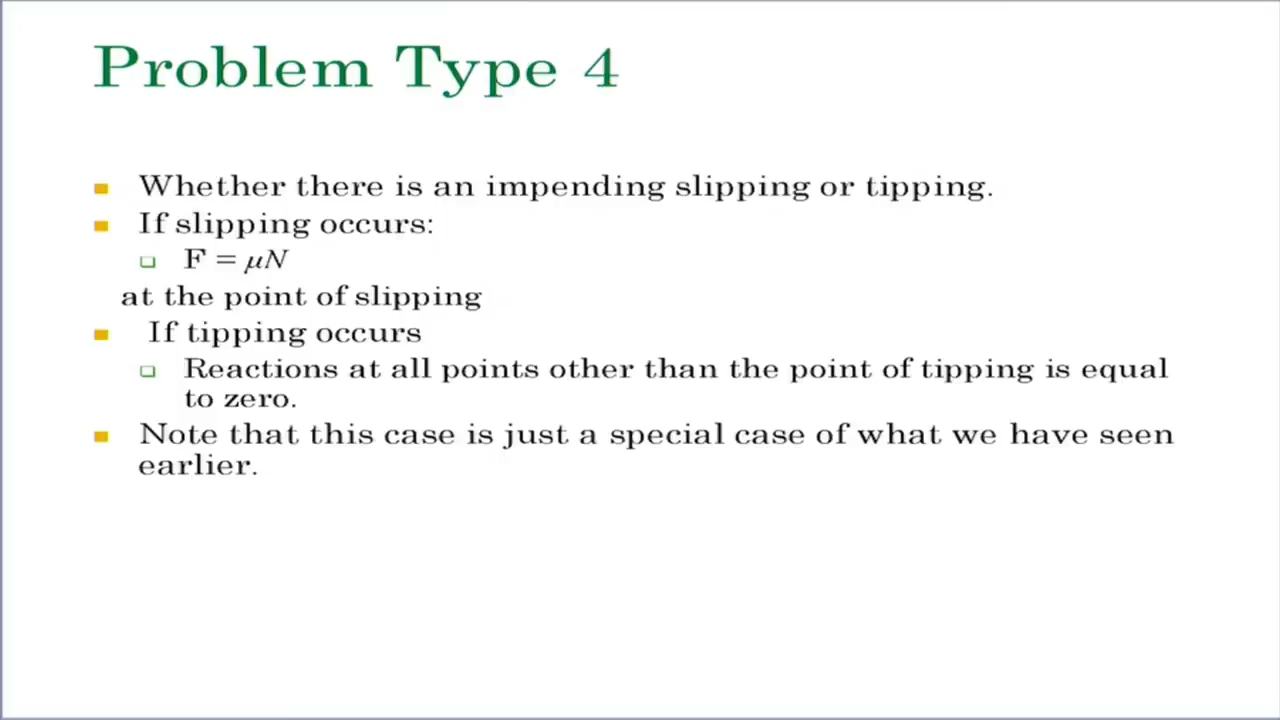 Problem Type 4
Whether there is an impending slipping or tipping.
If slipping occurs:
F = μN
at the point of slipping
If tipping occurs
Reactions at all points other than the point of tipping is equal
to zero.
Note that this case is just a special case of what we have seen
earlier.